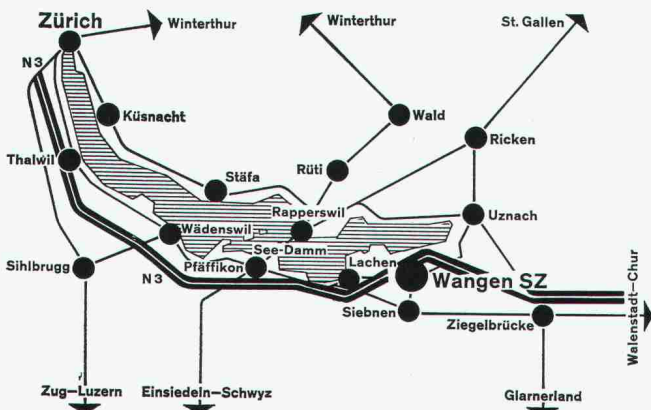 Zürich
Winterthur
Winterthur
St. Gallen
N3
Küsnacht
Wald
Ricken
Thalwil
Stäfa
Rüti
Rapperswil
Uznach
Wädenswil
See-Damm
Sihlbrugg
Pfäffikon
Lachen
N3
Wangen SZ
Siebnen
Ziegelbrücke
Walenstadt–Chur
Zug–Luzern
Einsiedeln–Schwyz
Glarnerland